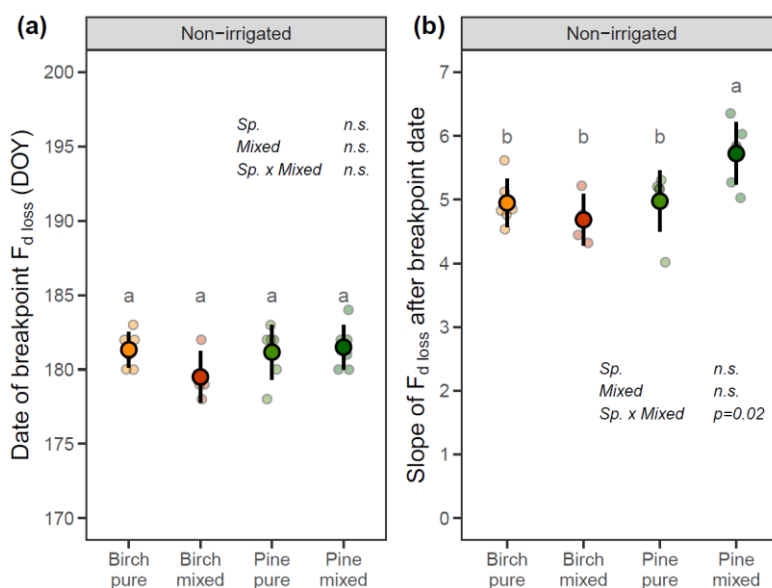 (a)
Non−irrigated
Date of breakpoint Fd loss (DOY)
200
195
190
185
180
175
170
Sp. n.s.
Mixed n.s.
Sp. x Mixed n.s.
a a a a
Birch Birch Pine Pine
pure mixed pure mixed
(b)
Non−irrigated
Slope of Fd loss after breakpoint date
7
6
5
4
3
2
1
0
a
b b b
Sp. n.s.
Mixed n.s.
Sp. x Mixed p=0.02
Birch Birch Pine Pine
pure mixed pure mixed